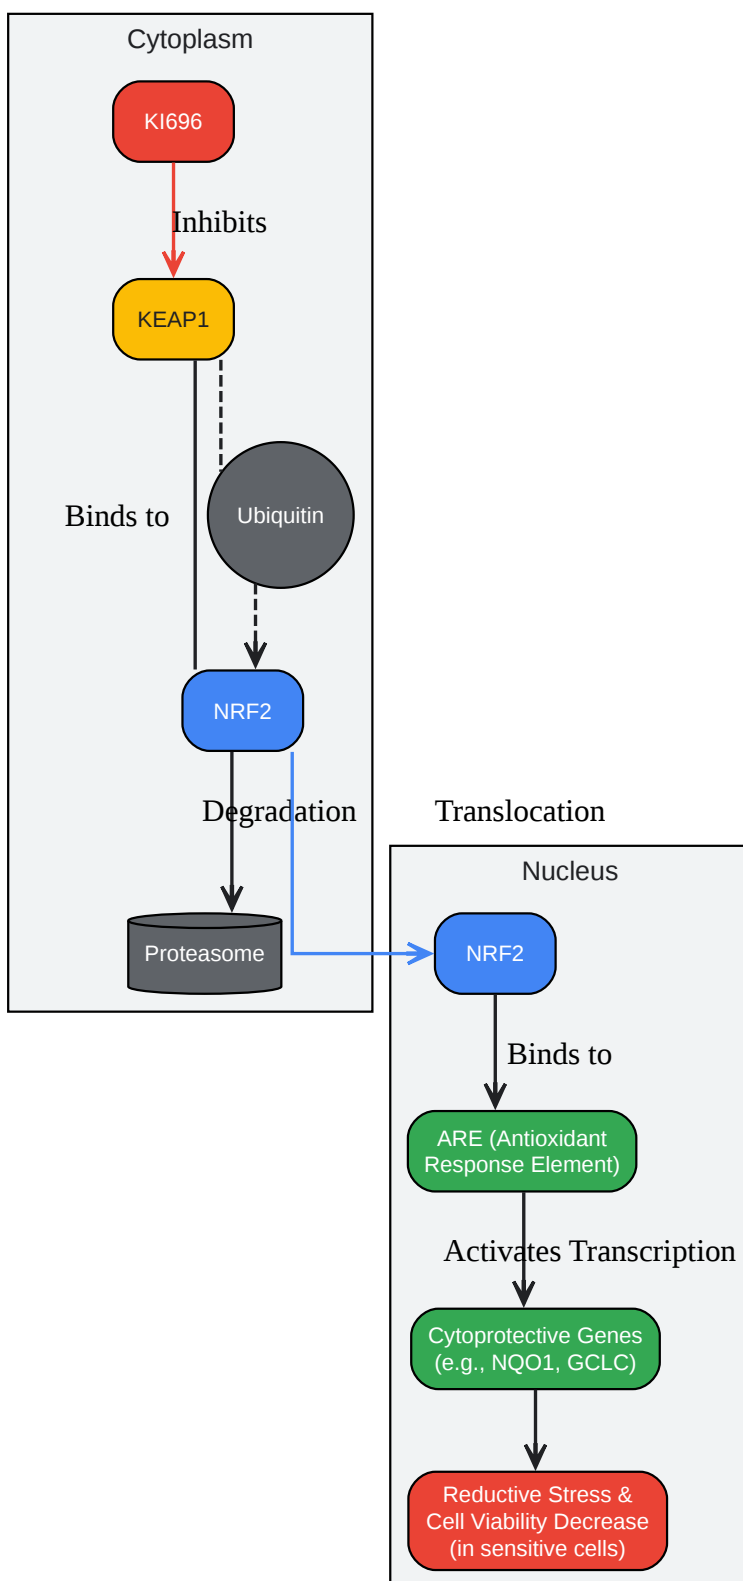 Cytoplasm
KI696
Inhibits
KEAP1
Binds to
Ubiquitin
NRF2
Degradation
Translocation
Nucleus
Proteasome
NRF2
Binds to
ARE (Antioxidant
Response Element)
Activates Transcription
Cytoprotective Genes
(e.g., NQO1, GCLC)
Reductive Stress &
Cell Viability Decrease
(in sensitive cells)